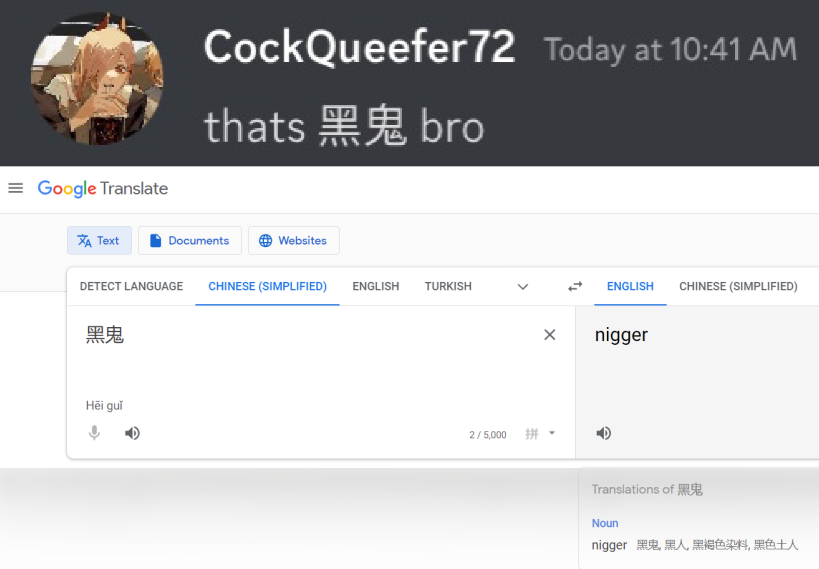 CockQueefer72 Today at 10:41 AM
thats 黑鬼 bro
Google Translate
Text Documents Websites
DETECT LANGUAGE CHINESE (SIMPLIFIED) ENGLISH TURKISH ENGLISH CHINESE (SIMPLIFIED)
黑鬼 nigger
Hēi guǐ
2 / 5,000 拼
Translations of 黑鬼
Noun
nigger 黑鬼, 黑人, 黑褐色染料, 黑色土人